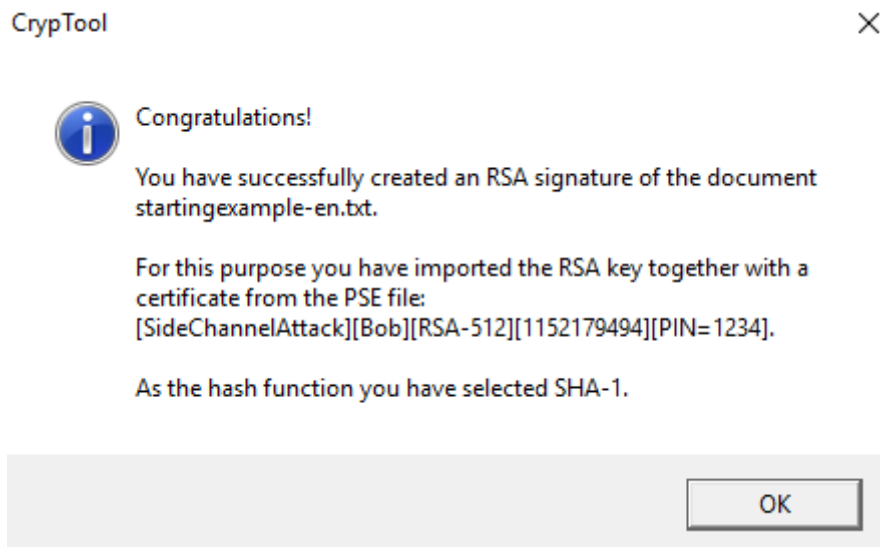 CrypTool
Congratulations!
You have successfully created an RSA signature of the document
startingexample-en.txt.
For this purpose you have imported the RSA key together with a
certificate from the PSE file:
[SideChannelAttack][Bob][RSA-512][1152179494][PIN=1234].
As the hash function you have selected SHA-1.
OK